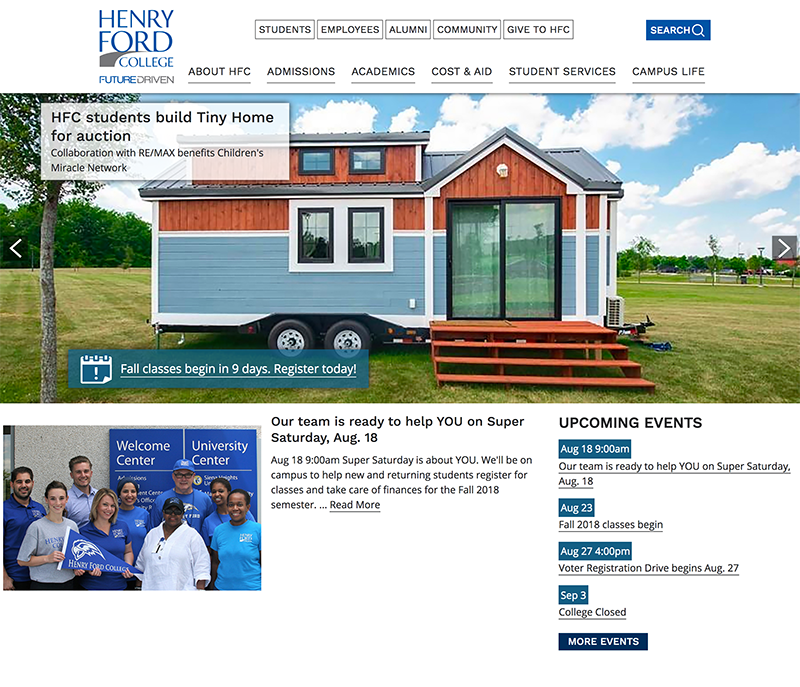 HENRY
FORD
COLLEGE
FUTUREDRIVEN
STUDENTS
EMPLOYEES
ALUMNI
COMMUNITY
GIVE TO HFC
SEARCH
ABOUT HFC
ADMISSIONS
ACADEMICS
COST & AID
STUDENT SERVICES
CAMPUS LIFE
HFC students build Tiny Home
for auction
Collaboration with RE/MAX benefits Children's
Miracle Network
Fall classes begin in 9 days. Register today!
Welcome
Center
Admissions
University
Center
Siena Heights
HENRY FORD COLLEGE
Our team is ready to help YOU on Super
Saturday, Aug. 18
Aug 18 9:00am Super Saturday is about YOU. We'll be on
campus to help new and returning students register for
classes and take care of finances for the Fall 2018
semester. ... Read More
UPCOMING EVENTS
Aug 18 9:00am
Our team is ready to help YOU on Super Saturday,
Aug. 18
Aug 23
Fall 2018 classes begin
Aug 27 4:00pm
Voter Registration Drive begins Aug. 27
Sep 3
College Closed
MORE EVENTS